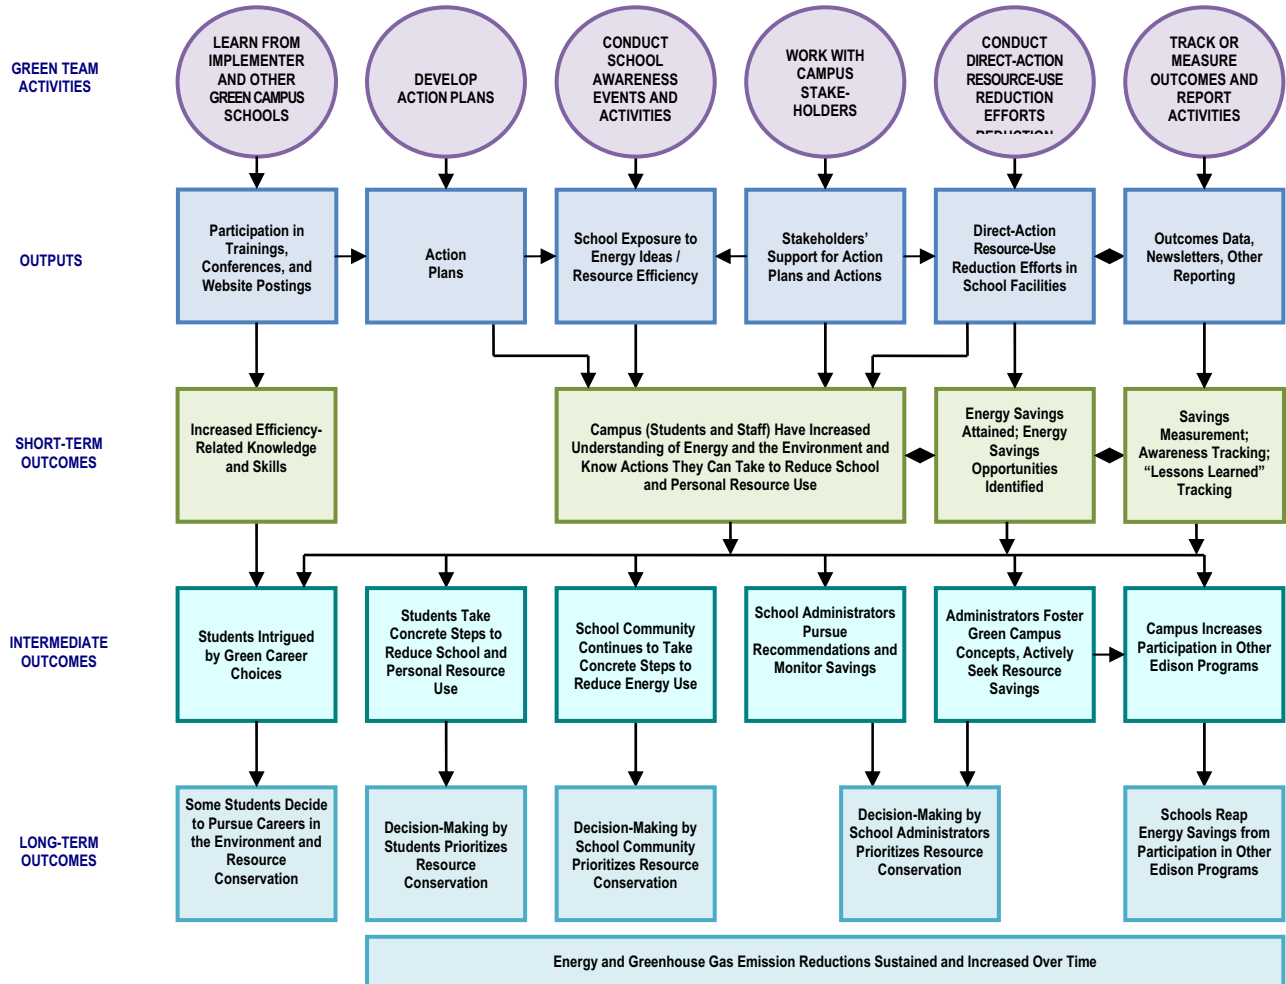 GREEN TEAM
ACTIVITIES
LEARN FROM
IMPLEMENTER
AND OTHER
GREEN CAMPUS
SCHOOLS
DEVELOP
ACTION PLANS
CONDUCT
SCHOOL
AWARENESS
EVENTS AND
ACTIVITIES
WORK WITH
CAMPUS
STAKE-
HOLDERS
CONDUCT
DIRECT-ACTION
RESOURCE-USE
REDUCTION
EFFORTS
REDUCTION
TRACK OR
MEASURE
OUTCOMES AND
REPORT
ACTIVITIES
OUTPUTS
Participation in
Trainings,
Conferences, and
Website Postings
Action
Plans
School Exposure to
Energy Ideas /
Resource Efficiency
Stakeholders’
Support for Action
Plans and Actions
Direct-Action
Resource-Use
Reduction Efforts in
School Facilities
Outcomes Data,
Newsletters, Other
Reporting
SHORT-TERM
OUTCOMES
Increased Efficiency-
Related Knowledge
and Skills
Campus (Students and Staff) Have Increased
Understanding of Energy and the Environment and
Know Actions They Can Take to Reduce School
and Personal Resource Use
Energy Savings
Attained; Energy
Savings
Opportunities
Identified
Savings
Measurement;
Awareness Tracking;
“Lessons Learned”
Tracking
INTERMEDIATE
OUTCOMES
Students Intrigued
by Green Career
Choices
Students Take
Concrete Steps to
Reduce School and
Personal Resource
Use
School Community
Continues to Take
Concrete Steps to
Reduce Energy Use
School Administrators
Pursue
Recommendations and
Monitor Savings
Administrators Foster
Green Campus
Concepts, Actively
Seek Resource
Savings
Campus Increases
Participation in Other
Edison Programs
LONG-TERM
OUTCOMES
Some Students Decide
to Pursue Careers in
the Environment and
Resource
Conservation
Decision-Making by
Students Prioritizes
Resource
Conservation
Decision-Making by
School Community
Prioritizes Resource
Conservation
Decision-Making by
School Administrators
Prioritizes Resource
Conservation
Schools Reap
Energy Savings from
Participation in Other
Edison Programs
Energy and Greenhouse Gas Emission Reductions Sustained and Increased Over Time